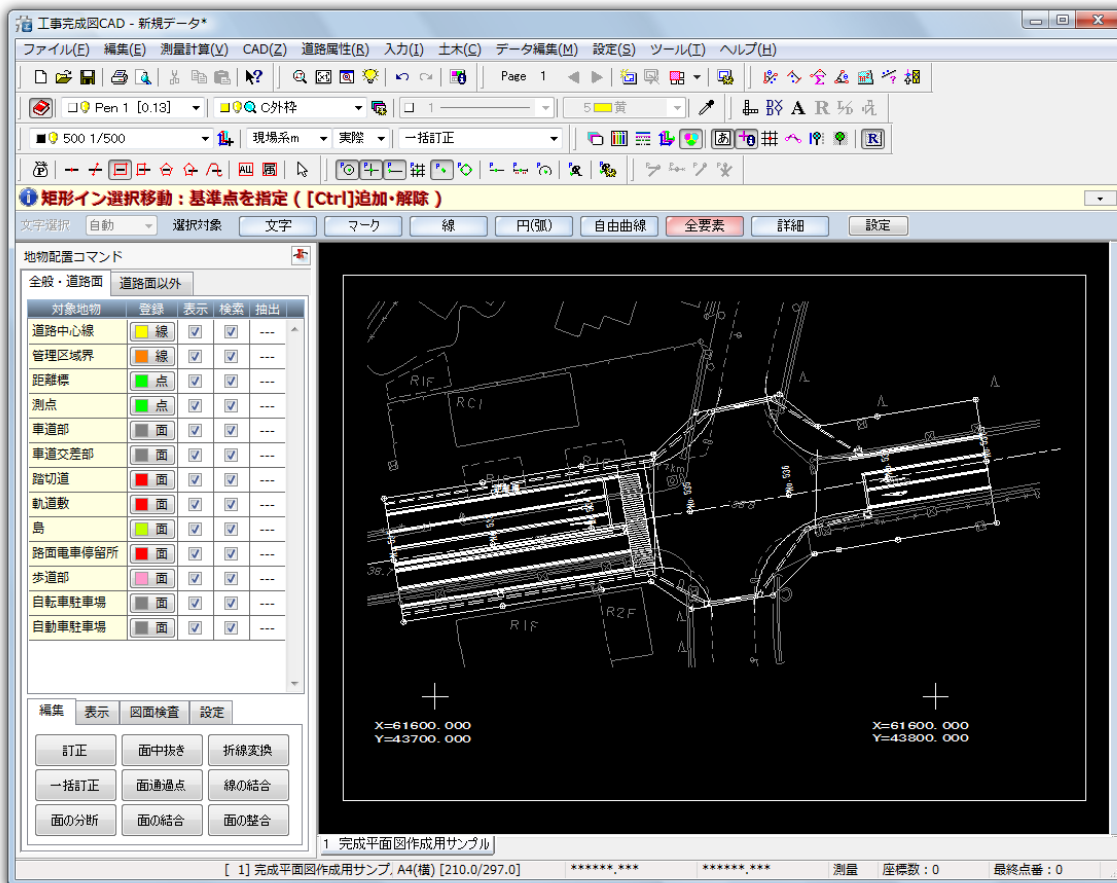 工事完成図CAD - 新規データ*
ファイル(F) 編集(E) 測量計算(V) CAD(Z) 道路属性(R) 入力(I) 土木(C) データ編集(M) 設定(S) ツール(T) ヘルプ(H)
Page 1
Pen 1 [0.13] C外枠 1 5 黄
500 1/500 現場系m 実際 一括訂正
矩形イン選択移動：基準点を指定 ( [Ctrl]追加・解除 )
文字選択 自動 選択対象 文字 マーク 線 円(弧) 自由曲線 全要素 詳細 設定
地物配置コマンド
全般・道路面 道路面以外
対象地物 登録 表示 検索 抽出
道路中心線 線 ---
管理区域界 線 ---
距離標 点 ---
測点 点 ---
車道部 面 ---
車道交差部 面 ---
踏切道 面 ---
軌道敷 面 ---
島 面 ---
路面電車停留所 面 ---
歩道部 面 ---
自転車駐車場 面 ---
自動車駐車場 面 ---
編集 表示 図面検査 設定
訂正 面中抜き 折線変換
一括訂正 面通過点 線の結合
面の分断 面の結合 面の整合
R1F
RC1
R1F
R2F
X=61600.000
Y=43700.000
X=61600.000
Y=43800.000
1 完成平面図作成用サンプル
[ 1] 完成平面図作成用サンプ. A4(横) [210.0/297.0] ******.*** ******.*** 測量 座標数：0 最終点番：0